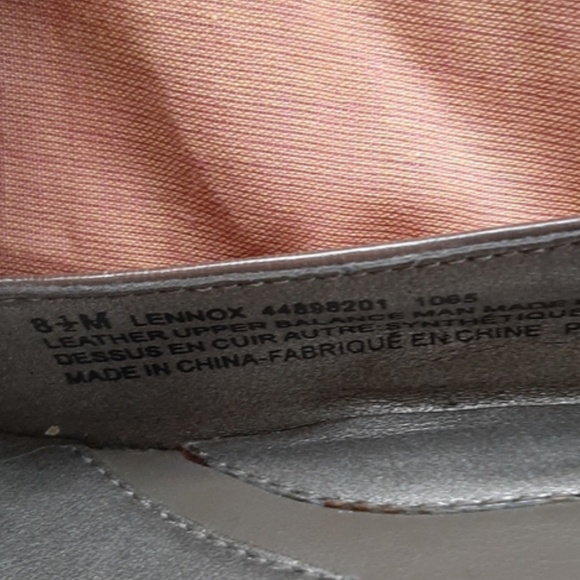 8½M LENNOX 44898201 1065
LEATHER UPPER BALANCE MAN MADE
DESSUS EN CUIR AUTRE-SYNTHÉTIQUE
MADE IN CHINA-FABRIQUÉ EN CHINE